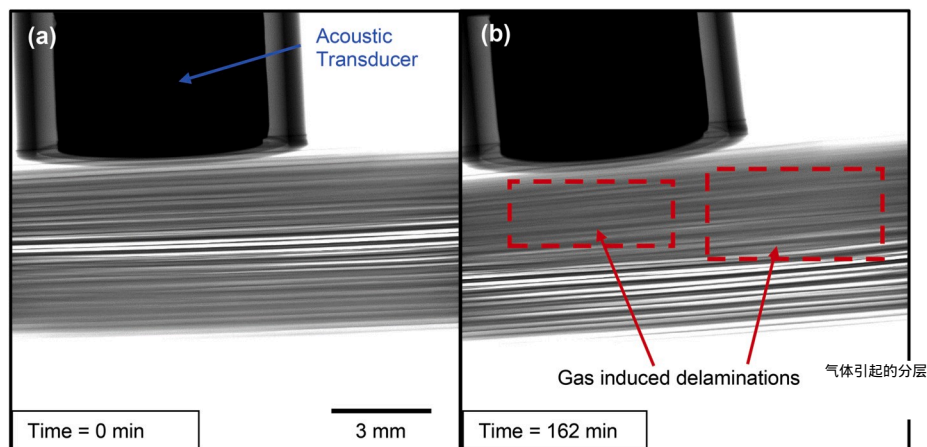 (a)
Acoustic
Transducer
Time = 0 min
3 mm
(b)
Gas induced delaminations
气体引起的分层
Time = 162 min